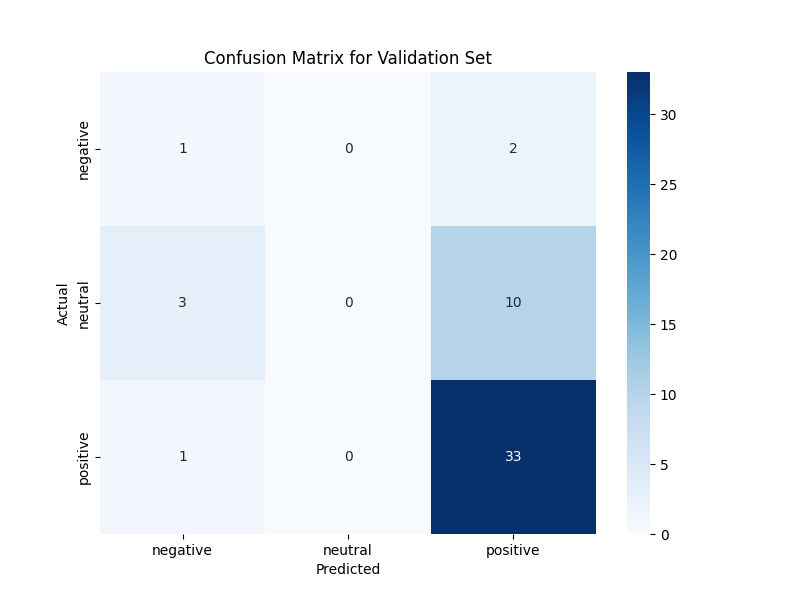 Confusion Matrix for Validation Set
negative 1 0 2
neutral 3 0 10
positive 1 0 33
Actual
negative neutral positive
Predicted
30
25
20
15
10
5
0